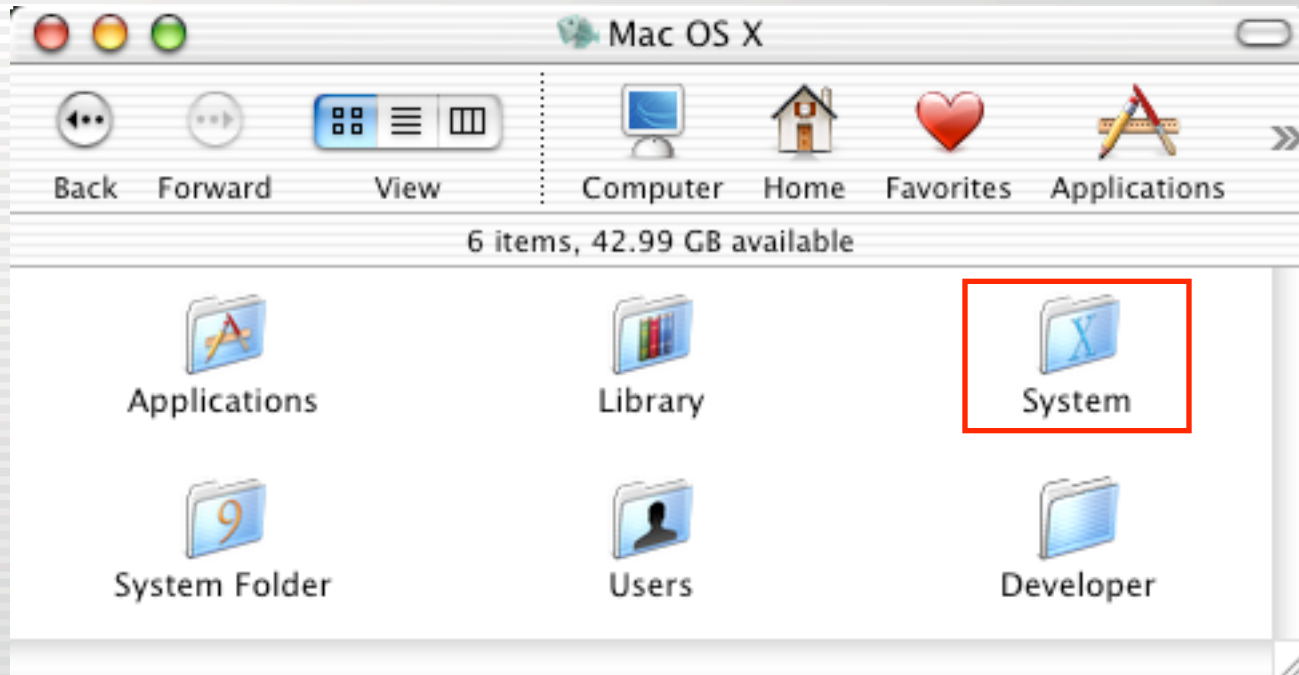 Mac OS X
Back Forward View Computer Home Favorites Applications
6 items, 42.99 GB available
Applications Library System
X
9
System Folder Users Developer